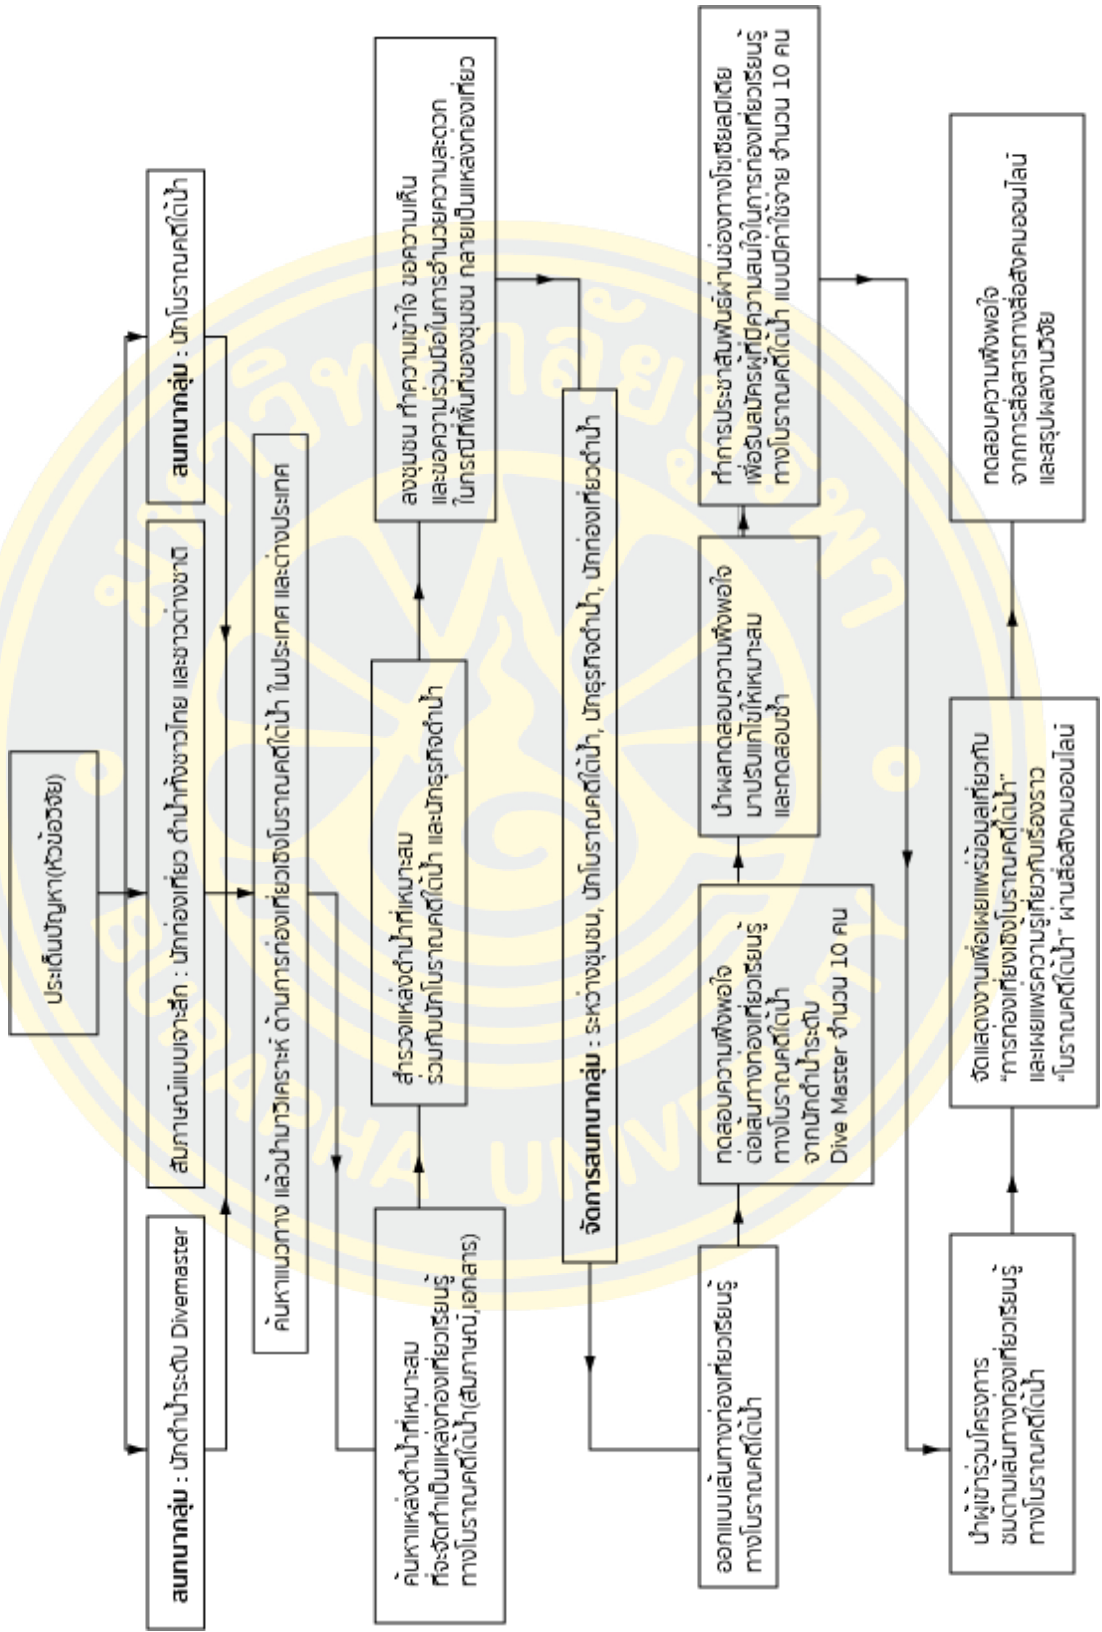 ประเด็นปัญหา(หัวข้อวิจัย)
สนทนากลุ่ม : นักดำน้ำระดับ Divemaster
สัมภาษณ์แบบเจาะลึก : นักท่องเที่ยว ดำน้ำทั้งชาวไทย และชาวต่างชาติ
สนทนากลุ่ม : นักโบราณคดีใต้น้ำ
ค้นหาแนวทาง แล้วนำมาวิเคราะห์ ด้านการท่องเที่ยวเชิงโบราณคดีใต้น้ำ ในประเทศ และต่างประเทศ
ค้นหาแหล่งดำน้ำที่เหมาะสม
ที่จะจัดทำเป็นแหล่งท่องเที่ยวเรียนรู้
ทางโบราณคดีใต้น้ำ(สัมภาษณ์,เอกสาร)
สำรวจแหล่งดำน้ำที่เหมาะสม
ร่วมกับนักโบราณคดีใต้น้ำ และนักธุรกิจดำน้ำ
ลงชุมชน ทำความเข้าใจ ขอความเห็น
และขอความร่วมมือในการอำนวยความสะดวก
ในกรณีที่พื้นที่ของชุมชน กลายเป็นแหล่งท่องเที่ยว
จัดการสนทนากลุ่ม : ระหว่างชุมชน, นักโบราณคดีใต้น้ำ, นักธุรกิจดำน้ำ, นักท่องเที่ยวดำน้ำ
ออกแบบเส้นทางท่องเที่ยวเรียนรู้
ทางโบราณคดีใต้น้ำ
ทดสอบความพึงพอใจ
ต่อเส้นทางท่องเที่ยวเรียนรู้
ทางโบราณคดีใต้น้ำ
จากนักดำน้ำระดับ
Dive Master จำนวน 10 คน
นำผลทดสอบความพึงพอใจ
มาปรับแก้ไขให้เหมาะสม
และทดสอบซ้ำ
ทำการประชาสัมพันธ์ผ่านช่องทางโซเชียลมีเดีย
เพื่อรับสมัครผู้ที่มีความสนใจในการท่องเที่ยวเรียนรู้
ทางโบราณคดีใต้น้ำ แบบมีค่าใช้จ่าย จำนวน 10 คน
นำผู้เข้าร่วมโครงการ
ชมตามเส้นทางท่องเที่ยวเรียนรู้
ทางโบราณคดีใต้น้ำ
จัดแสดงงานเพื่อเผยแพร่ข้อมูลเกี่ยวกับ
“การท่องเที่ยงเชิงโบราณคดีใต้น้ำ”
และเผยแพร่ความรู้เกี่ยวกับเรื่องราว
“โบราณคดีใต้น้ำ” ผ่านสื่อสังคมออนไลน์
ทดสอบความพึงพอใจ
จากการสื่อสารทางสื่อสังคมออนไลน์
และสรุปผลงานวิจัย
มหาวิทยาลัยบูรพา
BURAPHA UNIVERSITY